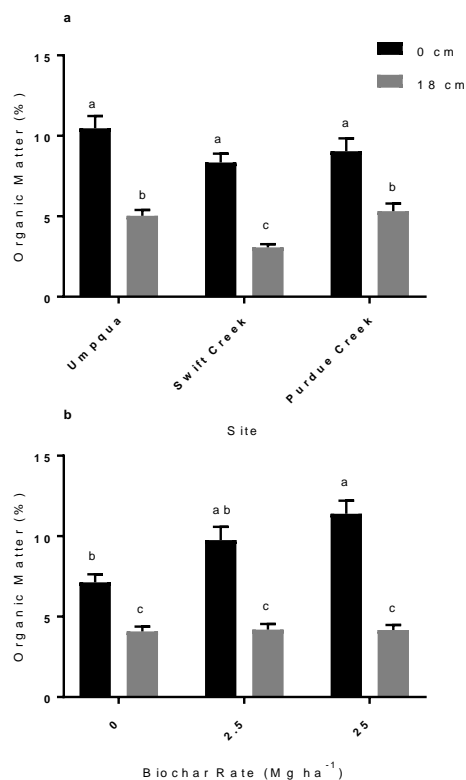 a
0 cm
18 cm
15
10
5
0
Organic Matter (%)
a
b
a
c
a
b
Umpqua
Swift Creek
Purdue Creek
Site
b
15
10
5
0
Organic Matter (%)
b
c
ab
c
a
c
0
2.5
25
Biochar Rate (Mg ha⁻¹)